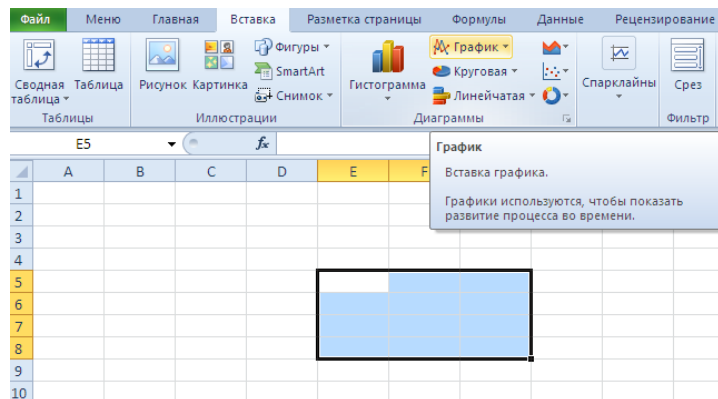 Файл Меню Главная Вставка Разметка страницы Формулы Данные Рецензирование
Сводная таблица
Таблица
Рисунок
Картинка
Фигуры
SmartArt
Снимок
Гистограмма
График
Круговая
Линейчатая
Спарклайны
Срез
Таблицы Иллюстрации Диаграммы Фильтр
E5 fx
График
Вставка графика.
Графики используются, чтобы показать
развитие процесса во времени.
A B C D E F
1
2
3
4
5
6
7
8
9
10